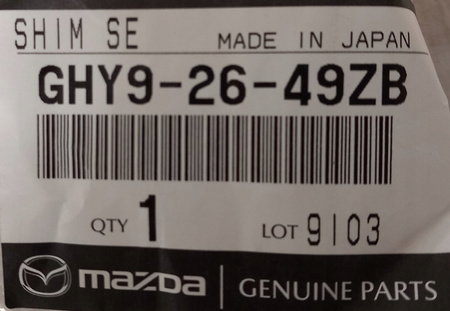 SHIM SE MADE IN JAPAN
GHY9-26-49ZB
QTY 1 LOT 9103
mazda GENUINE PARTS